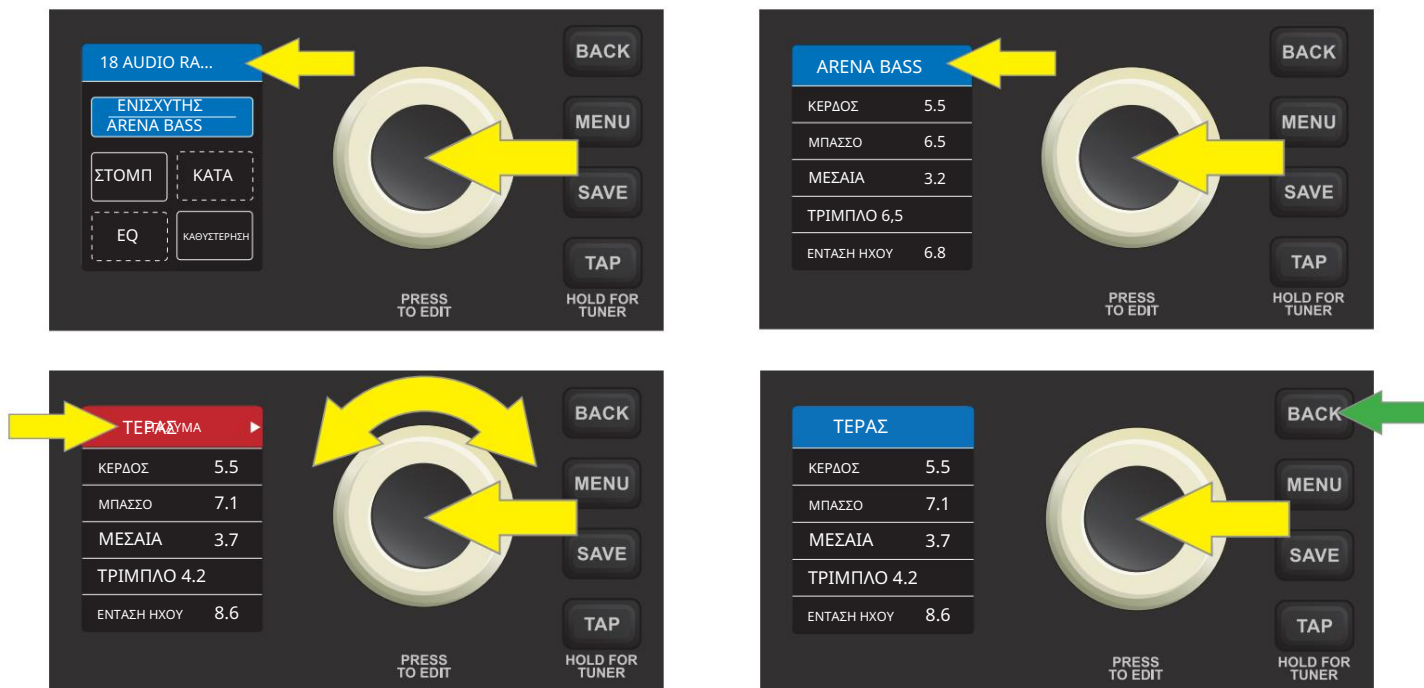 18 AUDIO RA...
ΕΝΙΣΧΥΤΗΣ
ARENA BASS
ΣΤΟΜΠ
ΚΑΤΑ
EQ
ΚΑΘΥΣΤΕΡΗΣΗ
BACK
MENU
SAVE
TAP
PRESS
TO EDIT
HOLD FOR
TUNER
ARENA BASS
ΚΕΡΔΟΣ 5.5
ΜΠΑΣΣΟ 6.5
ΜΕΣΑΙΑ 3.2
ΤΡΙΜΠΛΟ 6,5
ΕΝΤΑΣΗ ΗΧΟΥ 6.8
BACK
MENU
SAVE
TAP
PRESS
TO EDIT
HOLD FOR
TUNER
ΤΕΡΑΣ
ΚΕΡΔΟΣ 5.5
ΜΠΑΣΣΟ 7.1
ΜΕΣΑΙΑ 3.7
ΤΡΙΜΠΛΟ 4.2
ΕΝΤΑΣΗ ΗΧΟΥ 8.6
BACK
MENU
SAVE
TAP
PRESS
TO EDIT
HOLD FOR
TUNER
ΤΕΡΑΣ
ΚΕΡΔΟΣ 5.5
ΜΠΑΣΣΟ 7.1
ΜΕΣΑΙΑ 3.7
ΤΡΙΜΠΛΟ 4.2
ΕΝΤΑΣΗ ΗΧΟΥ 8.6
BACK
MENU
SAVE
TAP
PRESS
TO EDIT
HOLD FOR
TUNER